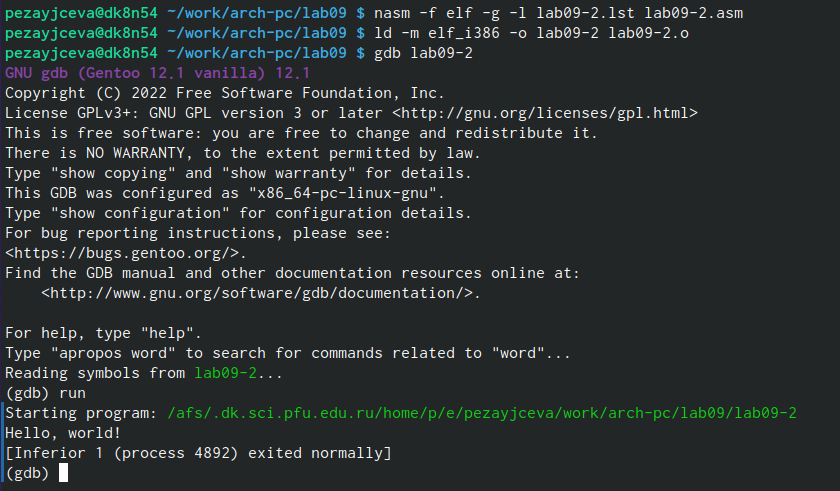 pezayjceva@dk8n54 ~/work/arch-pc/lab09 $ nasm -f elf -g -l lab09-2.lst lab09-2.asm
pezayjceva@dk8n54 ~/work/arch-pc/lab09 $ ld -m elf_i386 -o lab09-2 lab09-2.o
pezayjceva@dk8n54 ~/work/arch-pc/lab09 $ gdb lab09-2
GNU gdb (Gentoo 12.1 vanilla) 12.1
Copyright (C) 2022 Free Software Foundation, Inc.
License GPLv3+: GNU GPL version 3 or later <http://gnu.org/licenses/gpl.html>
This is free software: you are free to change and redistribute it.
There is NO WARRANTY, to the extent permitted by law.
Type "show copying" and "show warranty" for details.
This GDB was configured as "x86_64-pc-linux-gnu".
Type "show configuration" for configuration details.
For bug reporting instructions, please see:
<https://bugs.gentoo.org/>.
Find the GDB manual and other documentation resources online at:
    <http://www.gnu.org/software/gdb/documentation/>.

For help, type "help".
Type "apropos word" to search for commands related to "word"...
Reading symbols from lab09-2...
(gdb) run
Starting program: /afs/.dk.sci.pfu.edu.ru/home/p/e/pezayjceva/work/arch-pc/lab09/lab09-2
Hello, world!
[Inferior 1 (process 4892) exited normally]
(gdb)